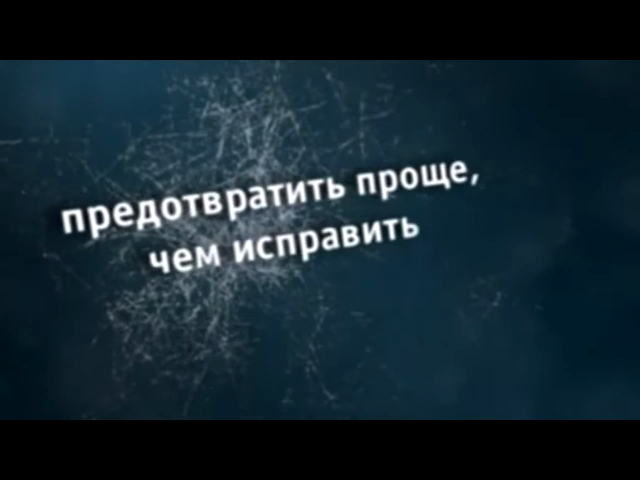 предотвратить проще,
чем исправить